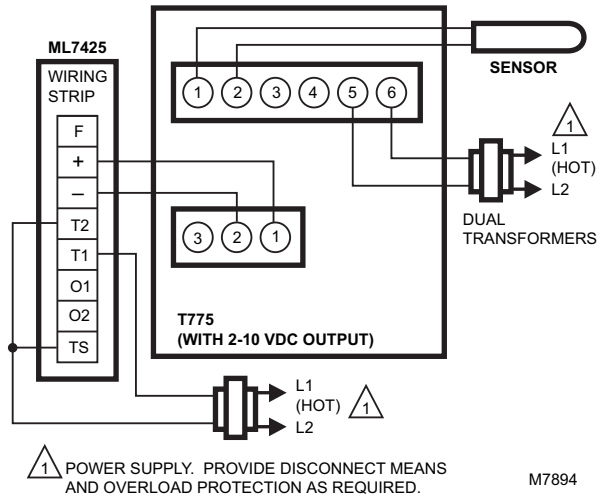 ML7425
WIRING
STRIP
F
+
–
T2
T1
O1
O2
TS
1 2 3 4 5 6
3 2 1
T775
(WITH 2-10 VDC OUTPUT)
SENSOR
1
L1
(HOT)
L2
DUAL
TRANSFORMERS
L1
(HOT) 1
L2
1 POWER SUPPLY. PROVIDE DISCONNECT MEANS
AND OVERLOAD PROTECTION AS REQUIRED.
M7894